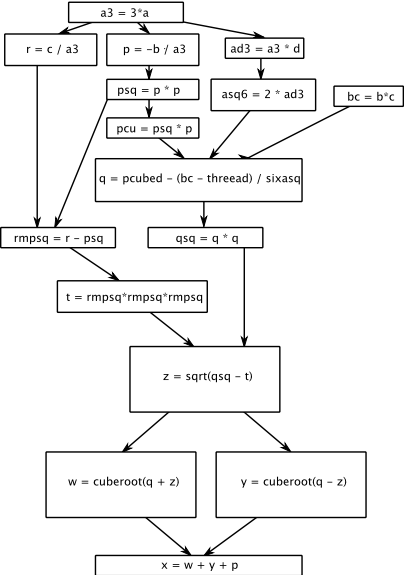 a3 = 3*a
r = c / a3
p = -b / a3
ad3 = a3 * d
psq = p * p
asq6 = 2 * ad3
bc = b*c
pcu = psq * p
q = pcubed - (bc - threead) / sixasq
rmpsq = r - psq
qsq = q * q
t = rmpsq*rmpsq*rmpsq
z = sqrt(qsq - t)
w = cuberoot(q + z)
y = cuberoot(q - z)
x = w + y + p